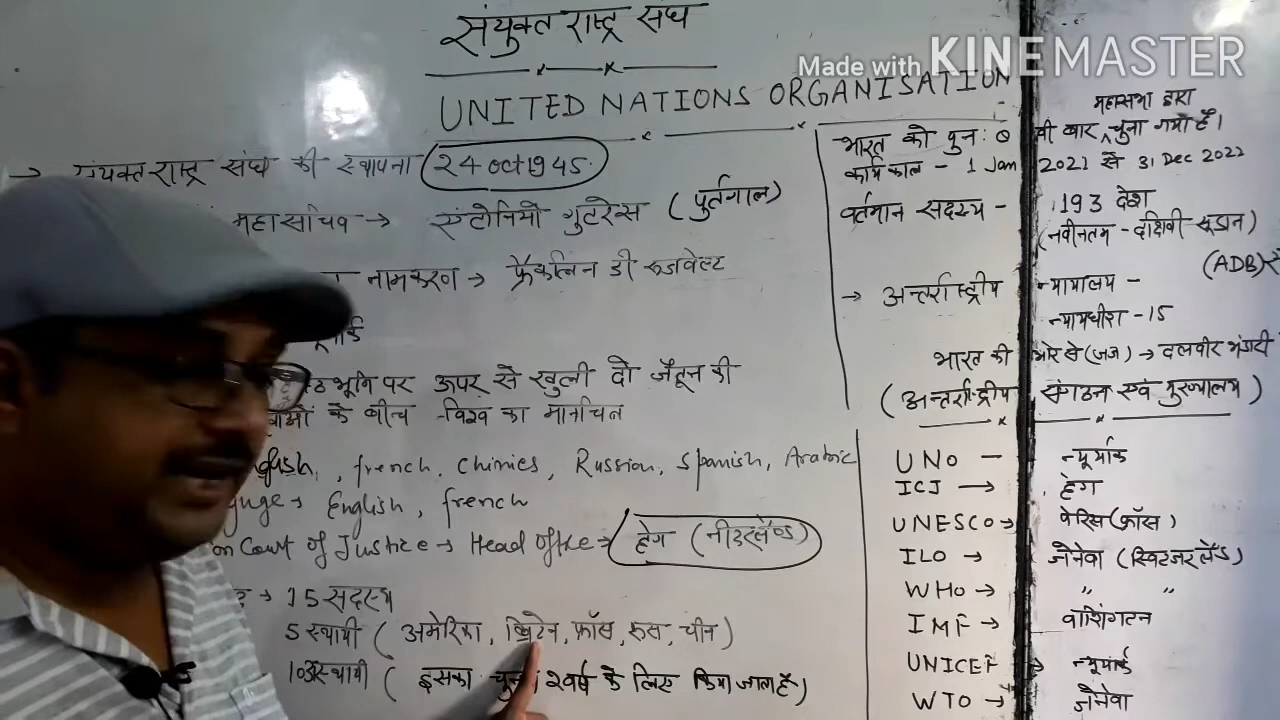 संयुक्त राष्ट्र संघ
Made with KINEMASTER
UNITED NATIONS ORGANISATION
→ संयुक्त राष्ट्र संघ की स्थापना 24 oct 1945.
महासचिव → एंटोनियो गुटरेस (पुर्तगाल)
नामकरण → फ्रैंकलिन डी रूजवेल्ट
भूमि पर ऊपर से खुली दो जैतून की
के बीच विश्व का मानचित्र
french, Chinies, Russian, Spanish, Arabic
English, french
Court of Justice → Head office → हेग (नीदरलैण्ड)
→ 15 सदस्य
5 स्थायी ( अमेरिका, ब्रिटेन, फ्रॉंस, रूस, चीन)
10 अस्थायी ( इसका 2 वर्ष के लिए किया जाता है)
महासभा द्वारा
भारत को पुनः 8 वी बार चुना गया है।
कार्यकाल - 1 Jan 2021 से 31 Dec 2022
वर्तमान सदस्य - 193 देश
(नवीनतम - दक्षिणी सूडान)
(ADB)
→ अन्तर्राष्ट्रीय न्यायालय -
न्यायधीश - 15
भारत की ओर से (जज) → दलवीर भंडारी
(अन्तर्राष्ट्रीय संगठन एवं मुख्यालय)
UNO - न्यूयार्क
ICJ → हेग
UNESCO → पेरिस (फ्रॉंस)
ILO → जेनेवा (स्विटजरलैंड)
WHO → " "
IMF → वाशिंगटन
UNICEF → न्यूयार्क
WTO → जेनेवा